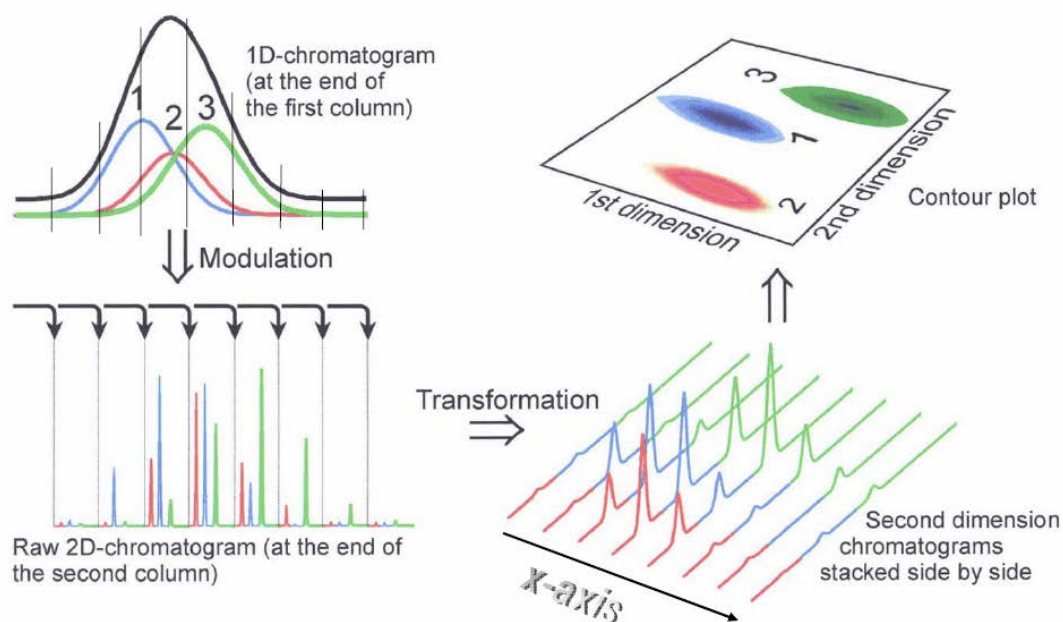 1D-chromatogram
(at the end of
the first column)
1
2
3
Modulation
Raw 2D-chromatogram (at the end of
the second column)
Transformation
x-axis
Second dimension
chromatograms
stacked side by side
3
1
2
1st dimension
2nd dimension
Contour plot